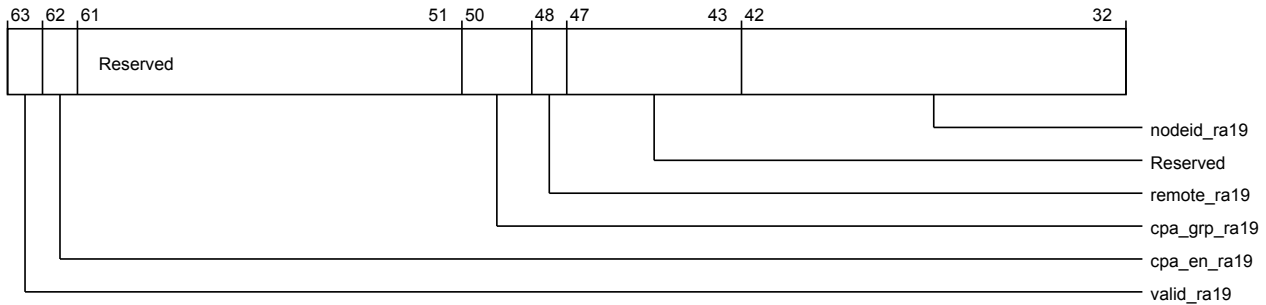 63 62 61 51 50 48 47 43 42 32
Reserved
nodeid_ra19
Reserved
remote_ra19
cpa_grp_ra19
cpa_en_ra19
valid_ra19